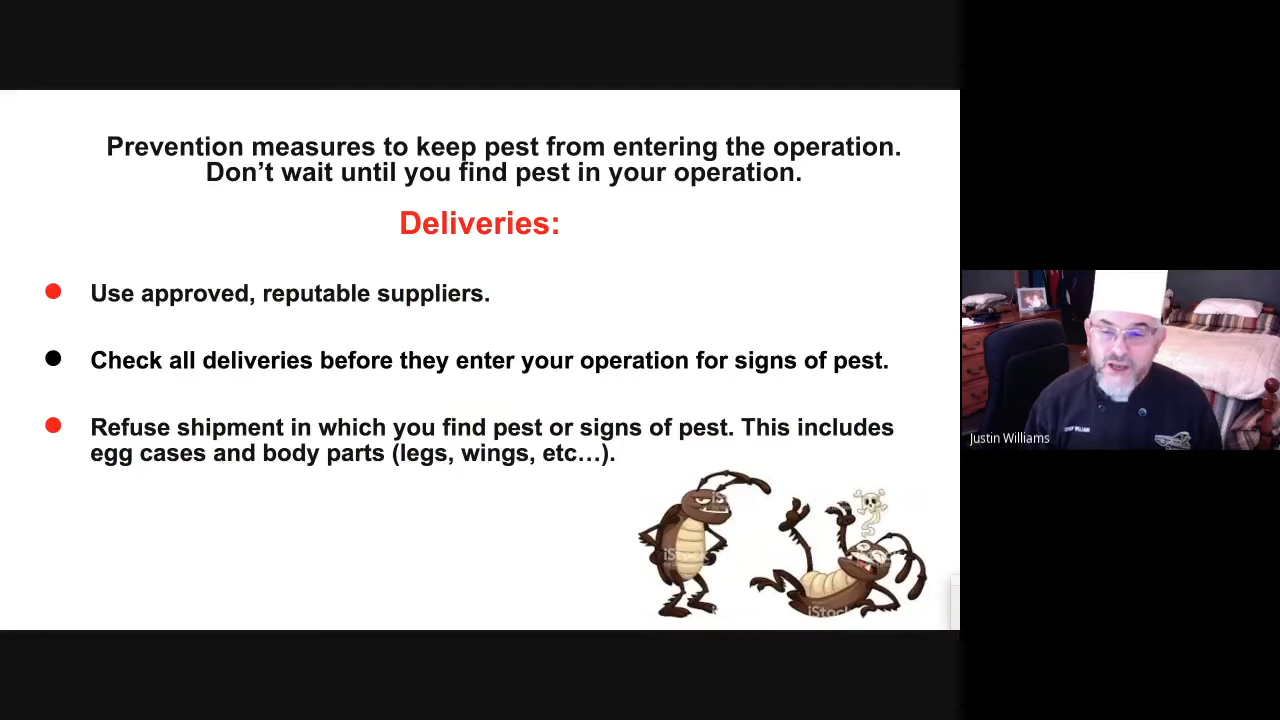 Prevention measures to keep pest from entering the operation.
Don’t wait until you find pest in your operation.
Deliveries:
Use approved, reputable suppliers.
Check all deliveries before they enter your operation for signs of pest.
Refuse shipment in which you find pest or signs of pest. This includes
egg cases and body parts (legs, wings, etc…).
iStock
iStock
Justin Williams